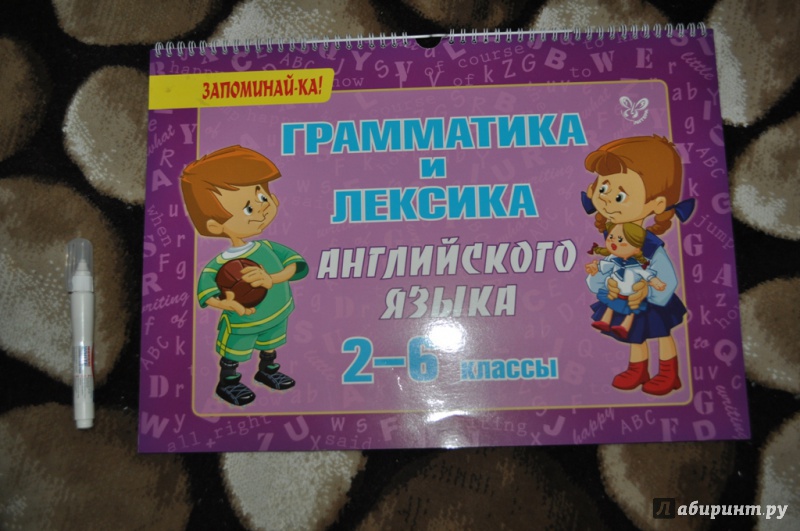 ЗАПОМИНАЙ-КА!
ГРАММАТИКА
и
ЛЕКСИКА
АНГЛИЙСКОГО
ЯЗЫКА
2–6 классы
Лабиринт.ру